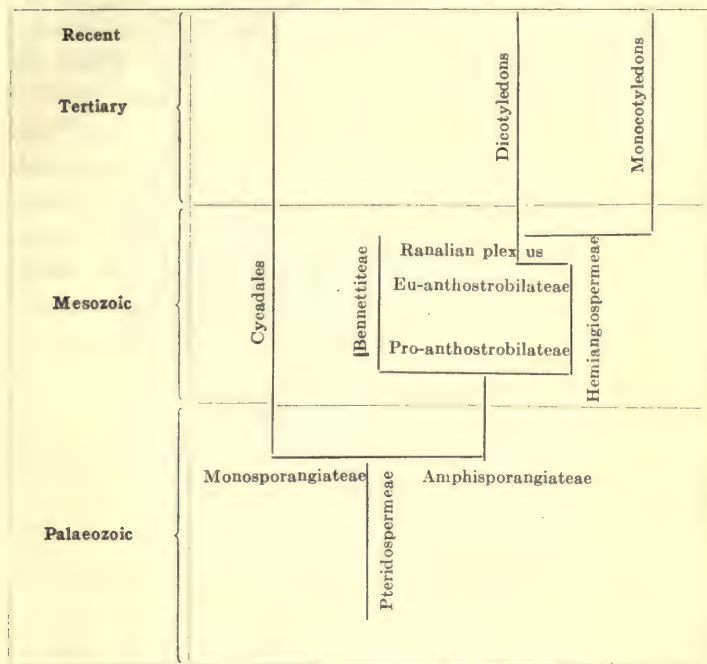 Recent
Tertiary
Dicotyledons
Monocotyledons
Mesozoic
Cycadales
Bennettiteae
Ranalian plexus
Eu-anthostrobilateae
Pro-anthostrobilateae
Hemiangiospermeae
Palaeozoic
Monosporangiateae
Amphisporangiateae
Pteridospermeae